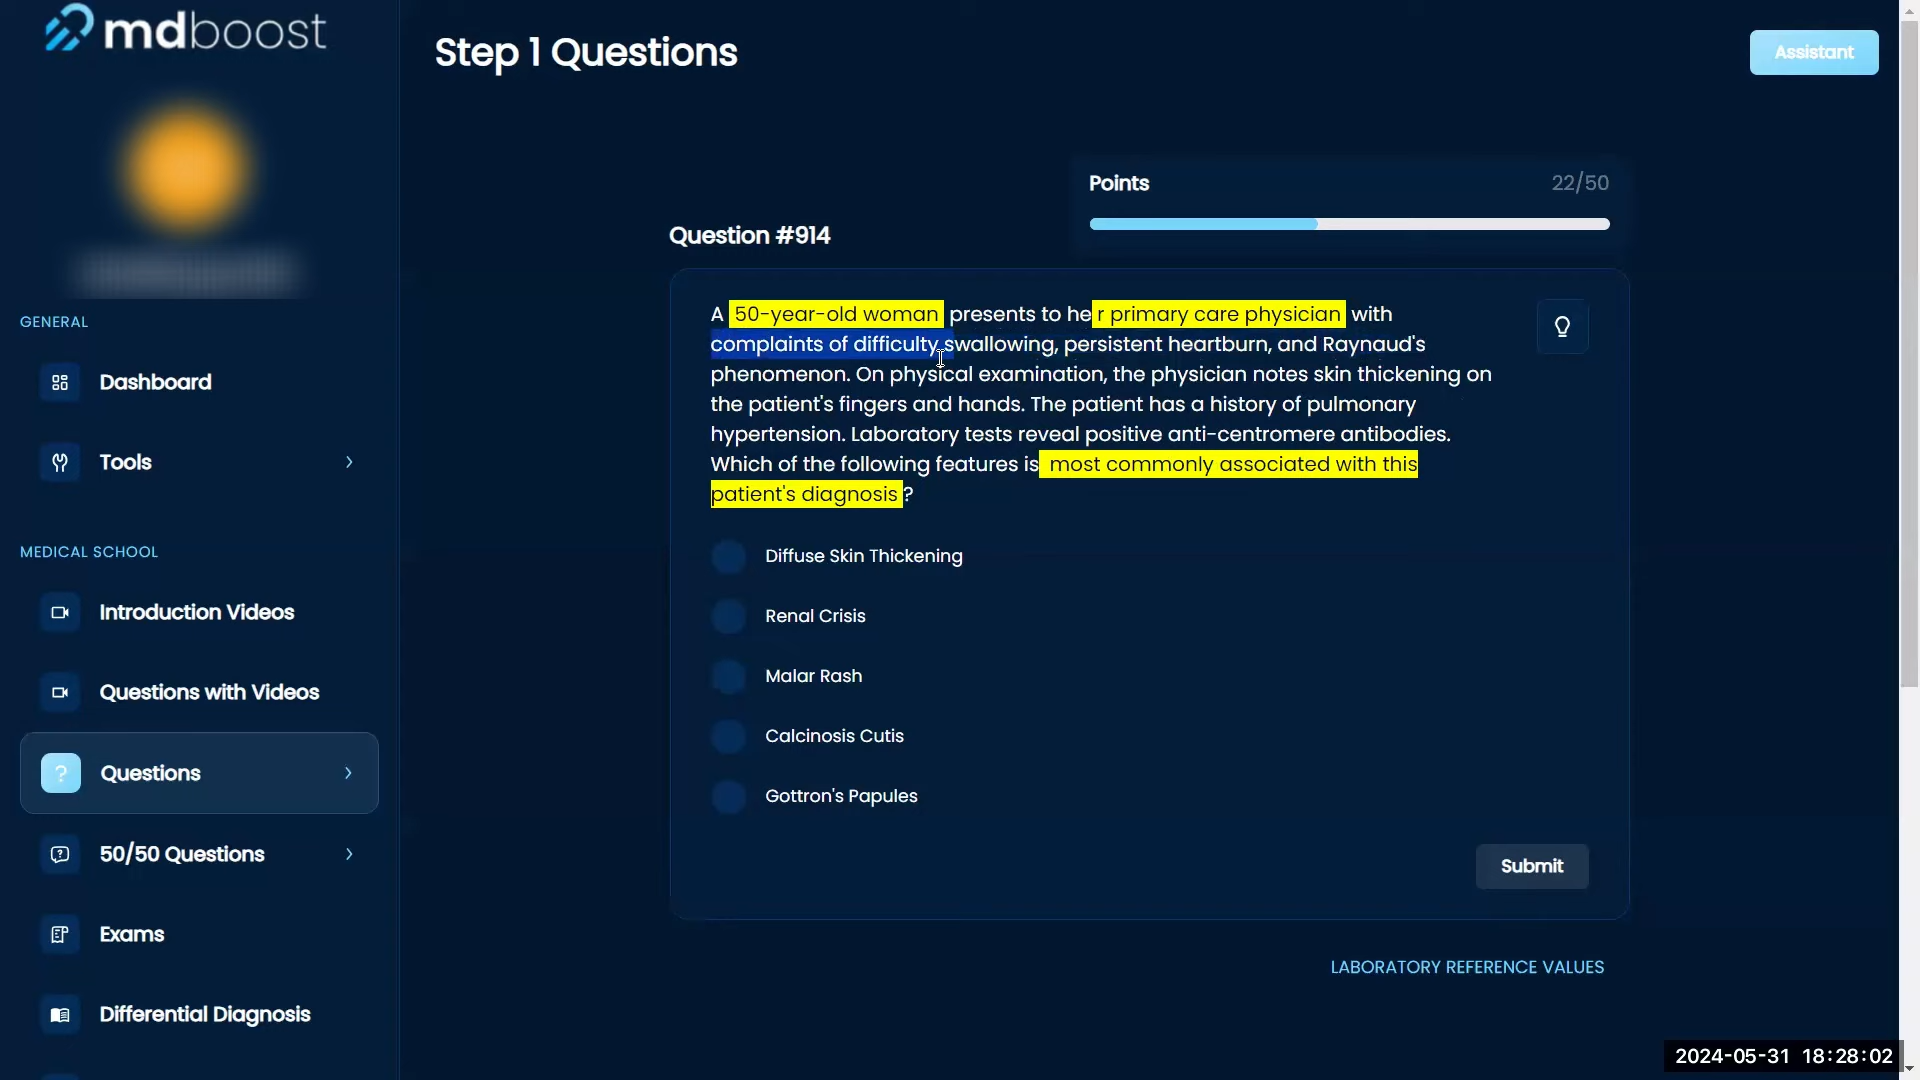 mdboost
Step 1 Questions
Assistant
Points
22/50
Question #914
A 50-year-old woman presents to her primary care physician with
complaints of difficulty swallowing, persistent heartburn, and Raynaud's
phenomenon. On physical examination, the physician notes skin thickening on
the patient's fingers and hands. The patient has a history of pulmonary
hypertension. Laboratory tests reveal positive anti-centromere antibodies.
Which of the following features is most commonly associated with this
patient's diagnosis?
Diffuse Skin Thickening
Renal Crisis
Malar Rash
Calcinosis Cutis
Gottron's Papules
Submit
LABORATORY REFERENCE VALUES
GENERAL
Dashboard
Tools
MEDICAL SCHOOL
Introduction Videos
Questions with Videos
? Questions
50/50 Questions
Exams
Differential Diagnosis
2024-05-31 18:28:02